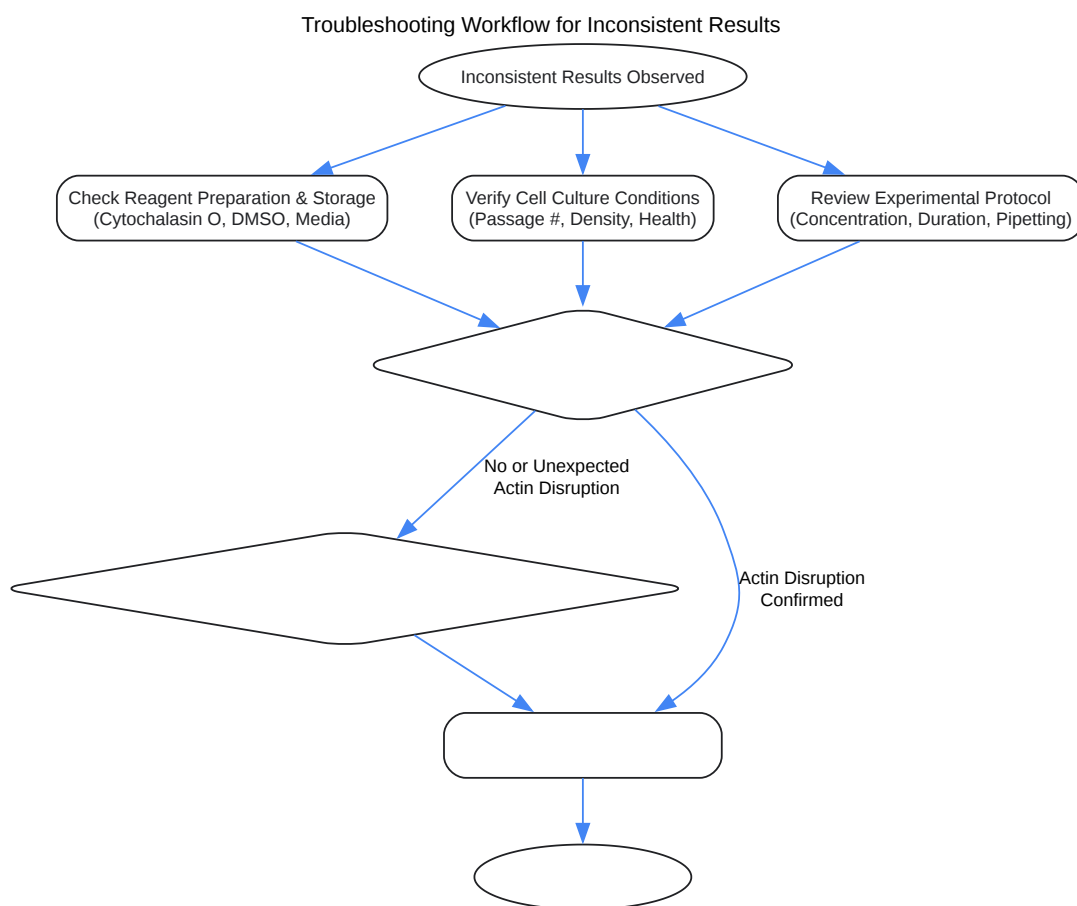 Troubleshooting Workflow for Inconsistent Results
Inconsistent Results Observed
Check Reagent Preparation & Storage
(Cytochalasin O, DMSO, Media)
Verify Cell Culture Conditions
(Passage #, Density, Health)
Review Experimental Protocol
(Concentration, Duration, Pipetting)
No or Unexpected
Actin Disruption
Actin Disruption
Confirmed